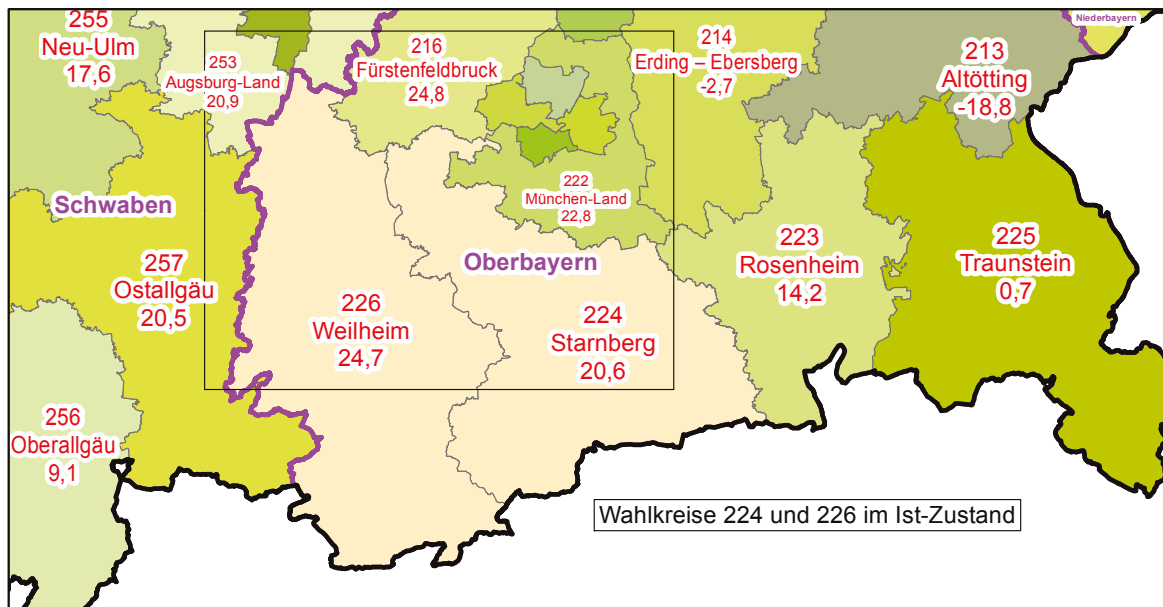 255
Neu-Ulm
17,6
253
Augsburg-Land
20,9
216
Fürstenfeldbruck
24,8
214
Erding – Ebersberg
-2,7
213
Altötting
-18,8
Niederbayern
Schwaben
222
München-Land
22,8
257
Ostallgäu
20,5
Oberbayern
226
Weilheim
24,7
224
Starnberg
20,6
223
Rosenheim
14,2
225
Traunstein
0,7
256
Oberallgäu
9,1
Wahlkreise 224 und 226 im Ist-Zustand